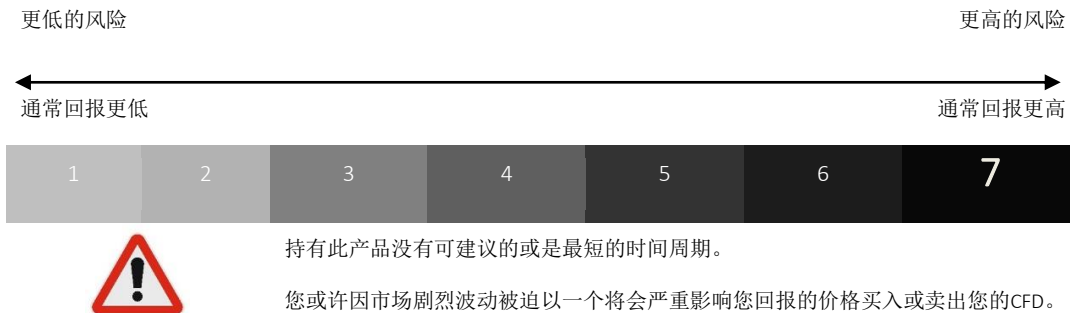 更低的风险 更高的风险
通常回报更低 通常回报更高
1 2 3 4 5 6 7
持有此产品没有可建议的或是最短的时间周期。
您或许因市场剧烈波动被迫以一个将会严重影响您回报的价格买入或卖出您的CFD。